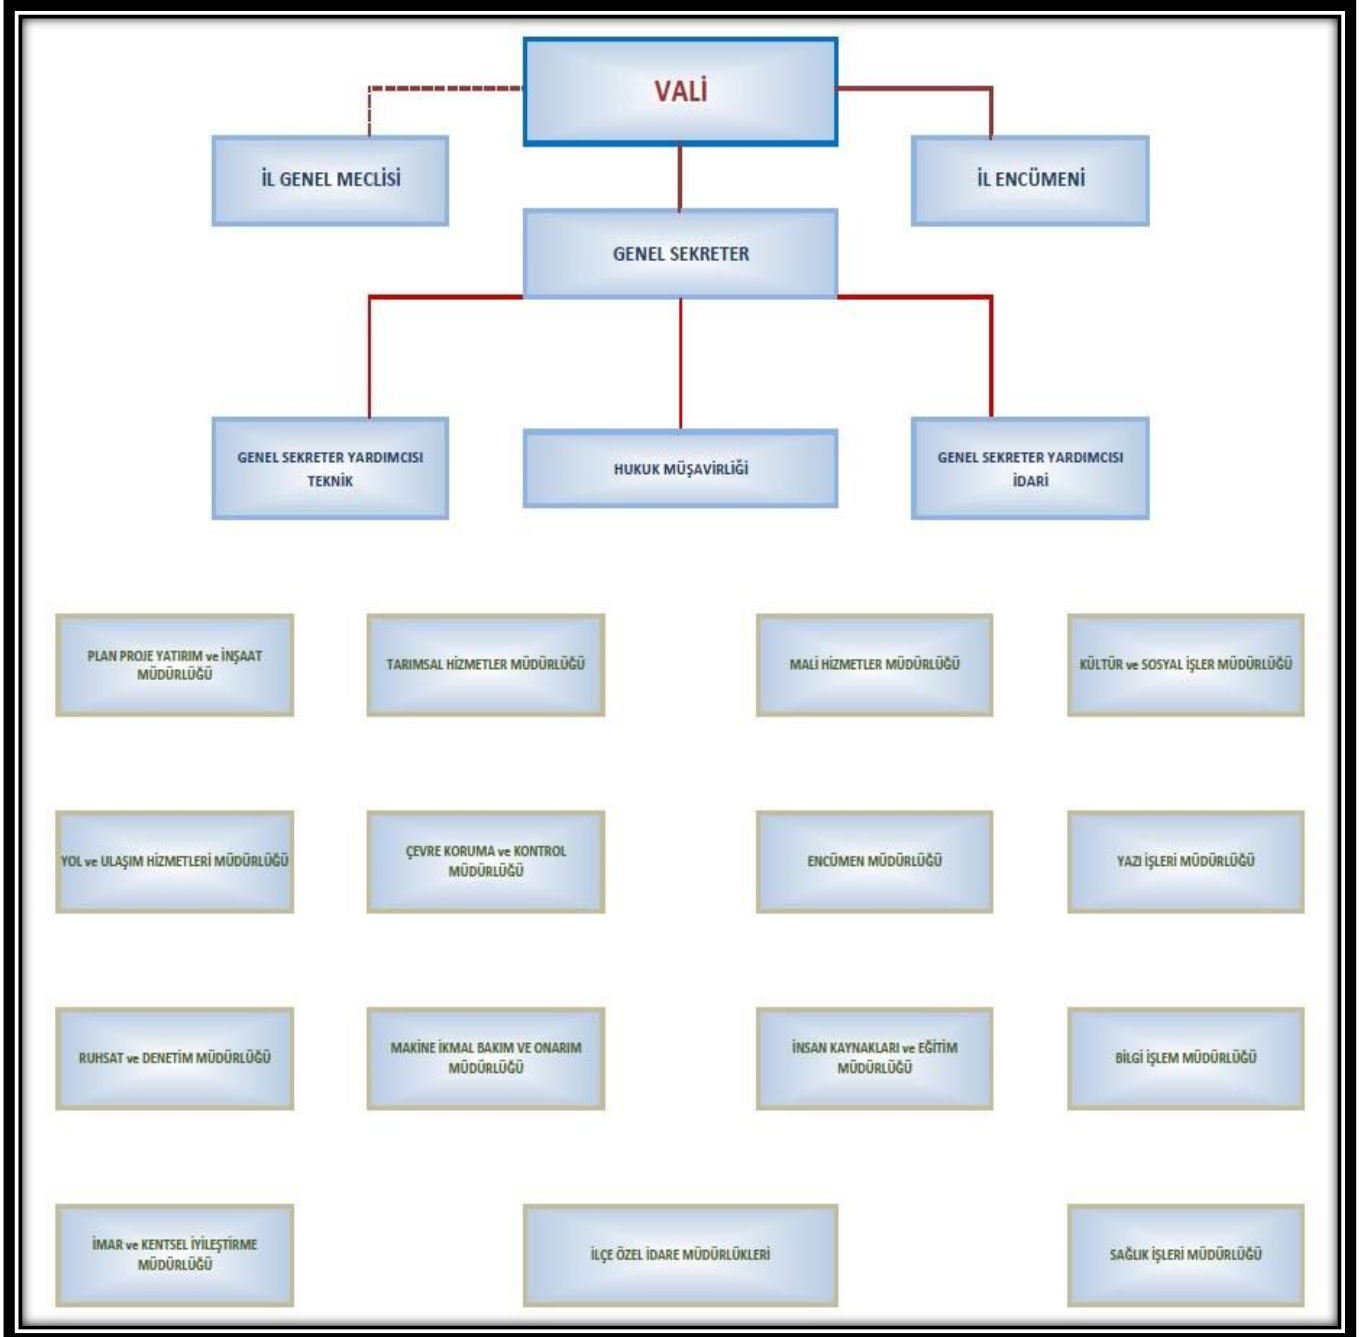 VALİ
İL GENEL MECLİSİ
İL ENCÜMENİ
GENEL SEKRETER
GENEL SEKRETER YARDIMCISI
TEKNİK
HUKUK MÜŞAVİRLİĞİ
GENEL SEKRETER YARDIMCISI
İDARİ
PLAN PROJE YATIRIM ve İNŞAAT
MÜDÜRLÜĞÜ
TARIMSAL HİZMETLER MÜDÜRLÜĞÜ
MALİ HİZMETLER MÜDÜRLÜĞÜ
KÜLTÜR ve SOSYAL İŞLER MÜDÜRLÜĞÜ
YOL ve ULAŞIM HİZMETLERİ MÜDÜRLÜĞÜ
ÇEVRE KORUMA ve KONTROL
MÜDÜRLÜĞÜ
ENCÜMEN MÜDÜRLÜĞÜ
YAZI İŞLERİ MÜDÜRLÜĞÜ
RUHSAT ve DENETİM MÜDÜRLÜĞÜ
MAKİNE İKMAL BAKIM VE ONARIM
MÜDÜRLÜĞÜ
İNSAN KAYNAKLARI ve EĞİTİM
MÜDÜRLÜĞÜ
BİLGİ İŞLEM MÜDÜRLÜĞÜ
İMAR ve KENTSEL İYİLEŞTİRME
MÜDÜRLÜĞÜ
İLÇE ÖZEL İDARE MÜDÜRLÜKLERİ
SAĞLIK İŞLERİ MÜDÜRLÜĞÜ